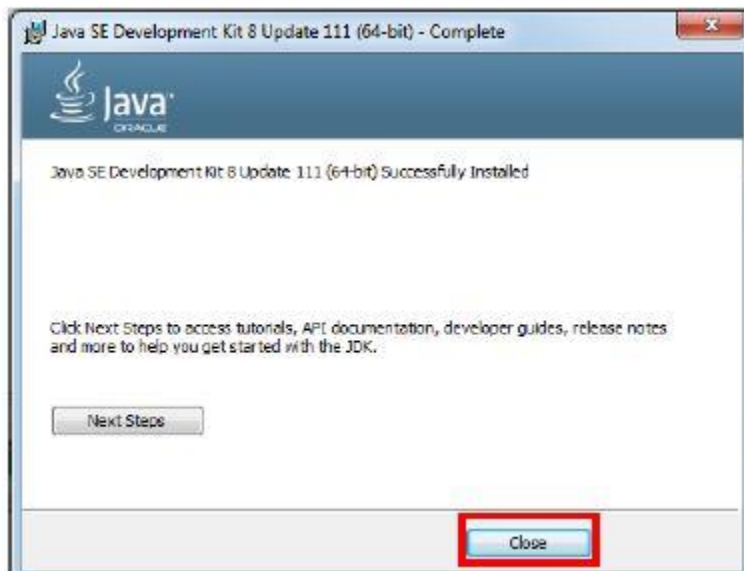 Java SE Development Kit 8 Update 111 (64-bit) - Complete
Java
ORACLE
Java SE Development Kit 8 Update 111 (64-bit) Successfully Installed
Click Next Steps to access tutorials, API documentation, developer guides, release notes
and more to help you get started with the JDK.
Next Steps
Close